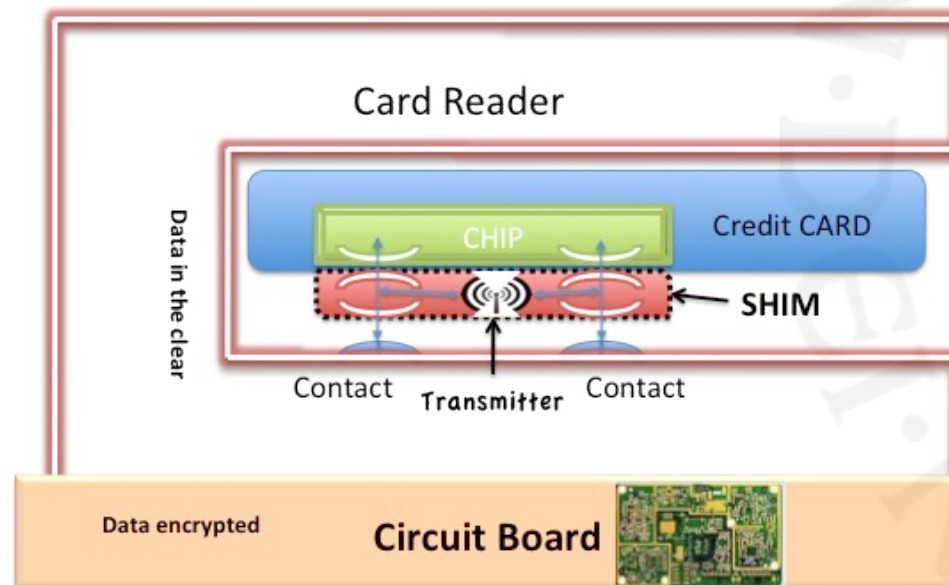 Card Reader
Data in the clear
CHIP
Credit CARD
SHIM
Contact
Transmitter
Contact
Data encrypted
Circuit Board